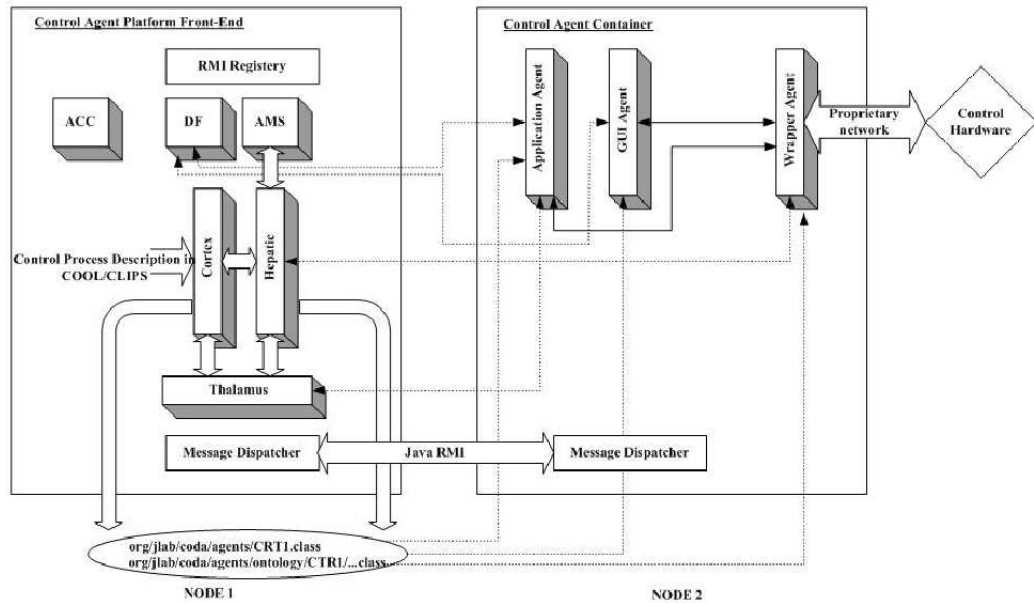 Control Agent Platform Front-End
Control Agent Container
RMI Registery
ACC
DF
AMS
Application Agent
GUI Agent
Wrapper Agent
Proprietary
network
Control
Hardware
Cortex
Hepatic
Control Process Description in
COOL/CLIPS
Thalamus
Message Dispatcher
Java RMI
Message Dispatcher
org/jlab/coda/agents/CRT1.class
org/jlab/coda/agents/ontology/CTR1/...class
NODE 1
NODE 2